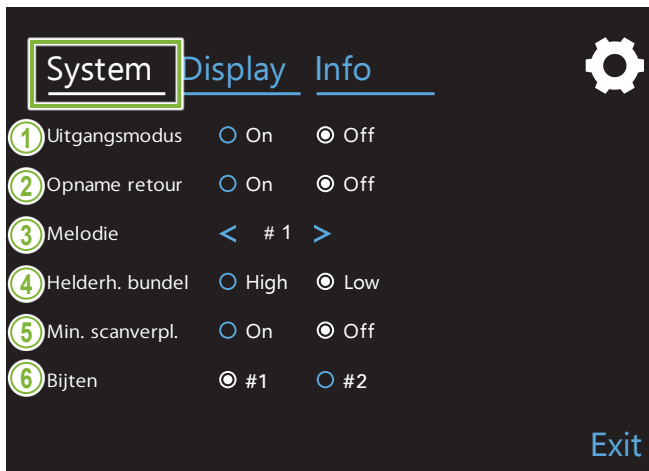 System Display Info
1 Uitgangsmodus On Off
2 Opname retour On Off
3 Melodie < # 1 >
4 Helderh. bundel High Low
5 Min. scanverpl. On Off
6 Bijten #1 #2
Exit